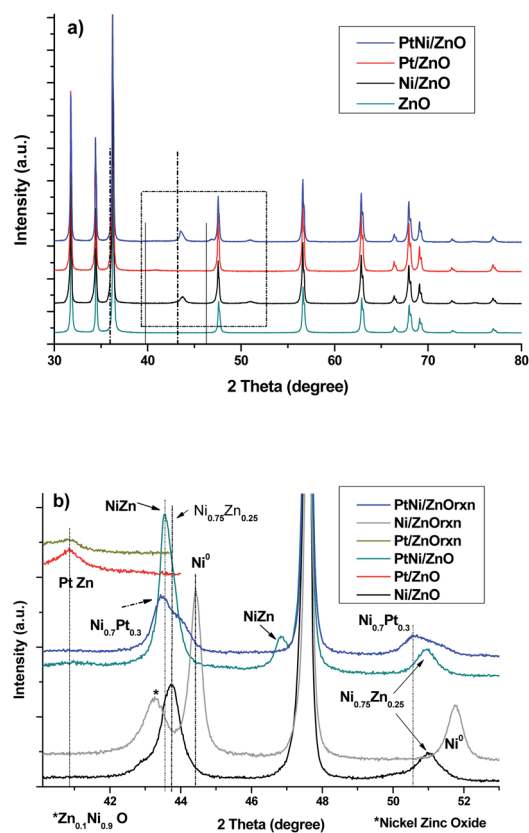 a)
PtNi/ZnO
Pt/ZnO
Ni/ZnO
ZnO
Intensity (a.u.)
30 40 50 60 70 80
2 Theta (degree)
b)
NiZn
Ni0.75Zn0.25
PtNi/ZnOrxn
Ni/ZnOrxn
Pt/ZnOrxn
PtNi/ZnO
Pt/ZnO
Ni/ZnO
Ni0
Pt Zn
Ni0.7Pt0.3
NiZn
Ni0.7Pt0.3
Ni0.75Zn0.25
*
Ni0
Intensity (a.u.)
42 44 46 48 50 52
*Zn0.1Ni0.9 O
2 Theta (degree)
*Nickel Zinc Oxide